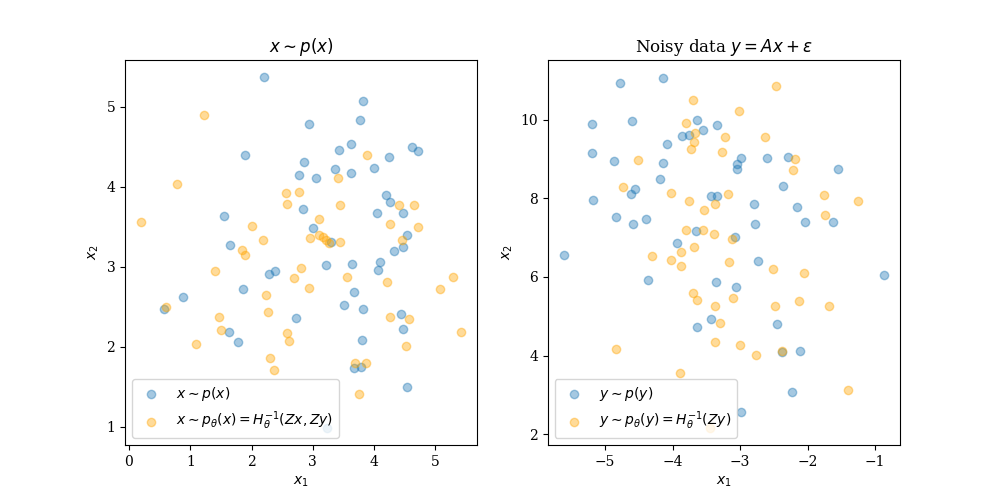 x ~ p(x)
x₂
5
4
3
2
1
x ~ p(x)
x ~ p_θ(x) = H_θ^{-1}(Zx, Zy)
0 1 2 3 4 5
x₁
Noisy data y = Ax + ε
x₂
10
8
6
4
2
y ~ p(y)
y ~ p_θ(y) = H_θ^{-1}(Zy)
−5 −4 −3 −2 −1
x₁